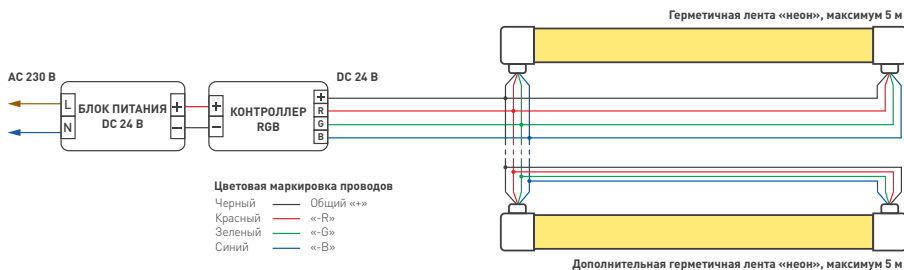 Герметичная лента «неон», максимум 5 м
AC 230 В
DC 24 В
L
N
БЛОК ПИТАНИЯ
DC 24 В
+
–
+
–
КОНТРОЛЛЕР
RGB
+
R
G
B
Цветовая маркировка проводов
Черный Общий «+»
Красный «-R»
Зеленый «-G»
Синий «-B»
Дополнительная герметичная лента «неон», максимум 5 м